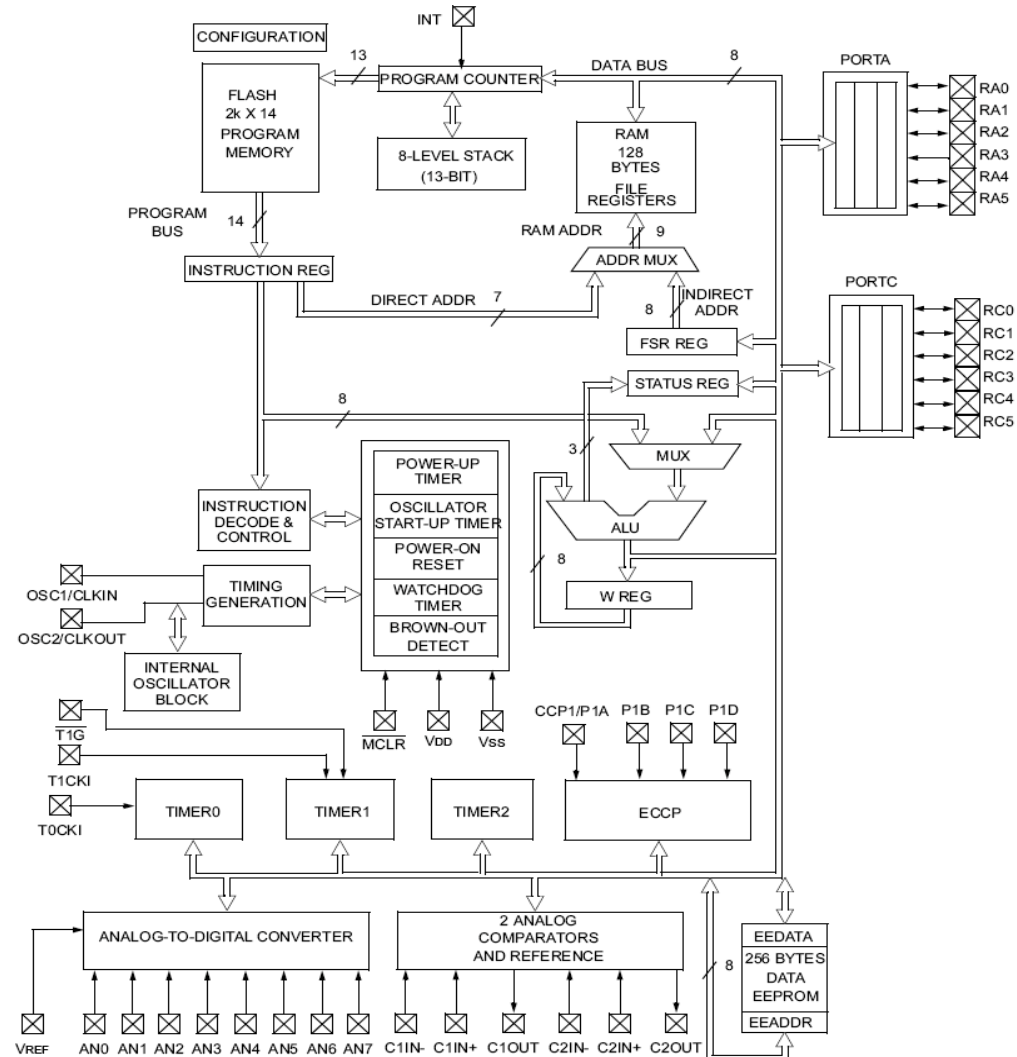 INT
CONFIGURATION
13
PROGRAM COUNTER
DATA BUS
8
PORTA
FLASH
2k X 14
PROGRAM
MEMORY
8-LEVEL STACK
(13-BIT)
RAM
128
BYTES
FILE
REGISTERS
RA0
RA1
RA2
RA3
RA4
RA5
PROGRAM
BUS
14
RAM ADDR
9
INSTRUCTION REG
ADDR MUX
DIRECT ADDR
7
8
INDIRECT
ADDR
PORTC
FSR REG
STATUS REG
RC0
RC1
RC2
RC3
RC4
RC5
8
3
MUX
POWER-UP
TIMER
OSCILLATOR
START-UP TIMER
POWER-ON
RESET
WATCHDOG
TIMER
BROWN-OUT
DETECT
INSTRUCTION
DECODE &
CONTROL
ALU
8
W REG
OSC1/CLKIN
OSC2/CLKOUT
TIMING
GENERATION
INTERNAL
OSCILLATOR
BLOCK
MCLR
VDD
VSS
CCP1/P1A
P1B
P1C
P1D
T1G
T1CKI
T0CKI
TIMER0
TIMER1
TIMER2
ECCP
ANALOG-TO-DIGITAL CONVERTER
2 ANALOG
COMPARATORS
AND REFERENCE
8
EEDATA
256 BYTES
DATA
EEPROM
EEADDR
VREF
AN0
AN1
AN2
AN3
AN4
AN5
AN6
AN7
C1IN-
C1IN+
C1OUT
C2IN-
C2IN+
C2OUT